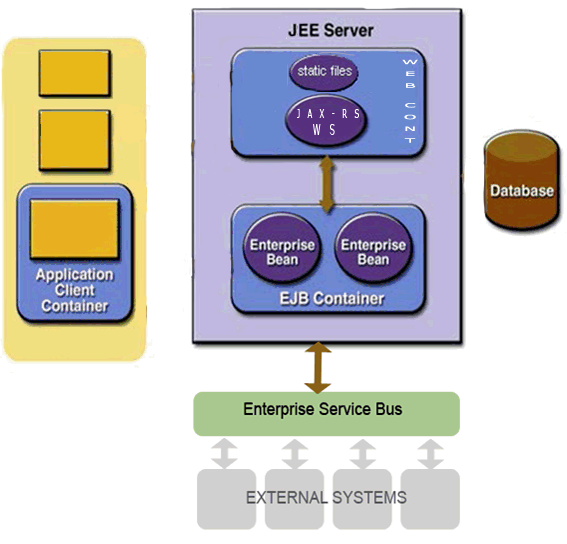 JEE Server
static files
JAX-RS
WS
WEB CONT
Enterprise
Bean
Enterprise
Bean
EJB Container
Application
Client
Container
Database
Enterprise Service Bus
EXTERNAL SYSTEMS